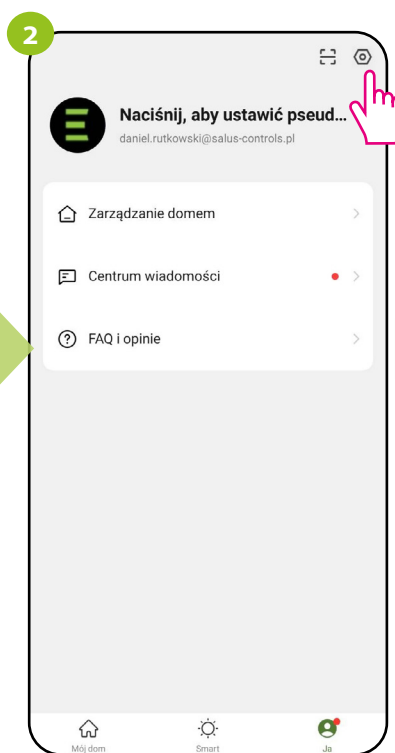 2
Naciśnij, aby ustawić pseud...
daniel.rutkowski@salus-controls.pl
Zarządzanie domem
Centrum wiadomości
FAQ i opinie
Mój dom
Smart
Ja